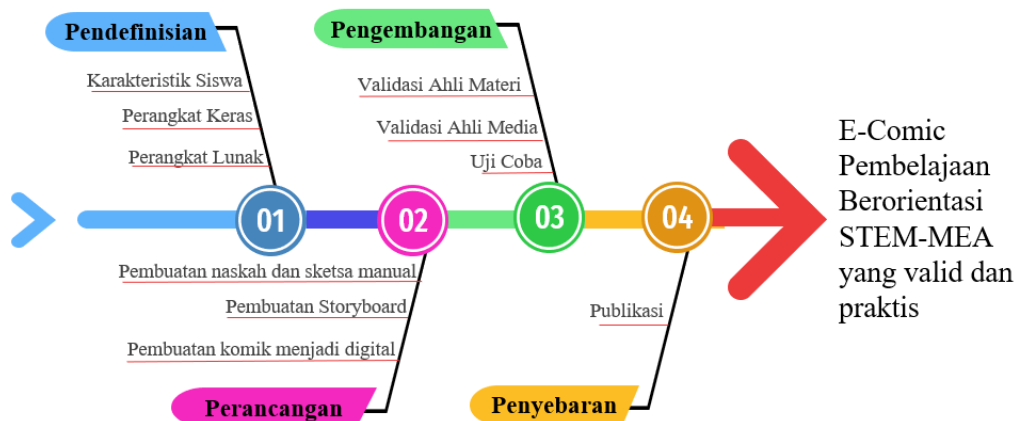 Pendefinisian
Karakteristik Siswa
Perangkat Keras
Perangkat Lunak
01
Pembuatan naskah dan sketsa manual
Pembuatan Storyboard
Pembuatan komik menjadi digital
Perancangan
02
Pengembangan
Validasi Ahli Materi
Validasi Ahli Media
Uji Coba
03
Publikasi
Penyebaran
04
E-Comic
Pembelajaan
Berorientasi
STEM-MEA
yang valid dan
praktis